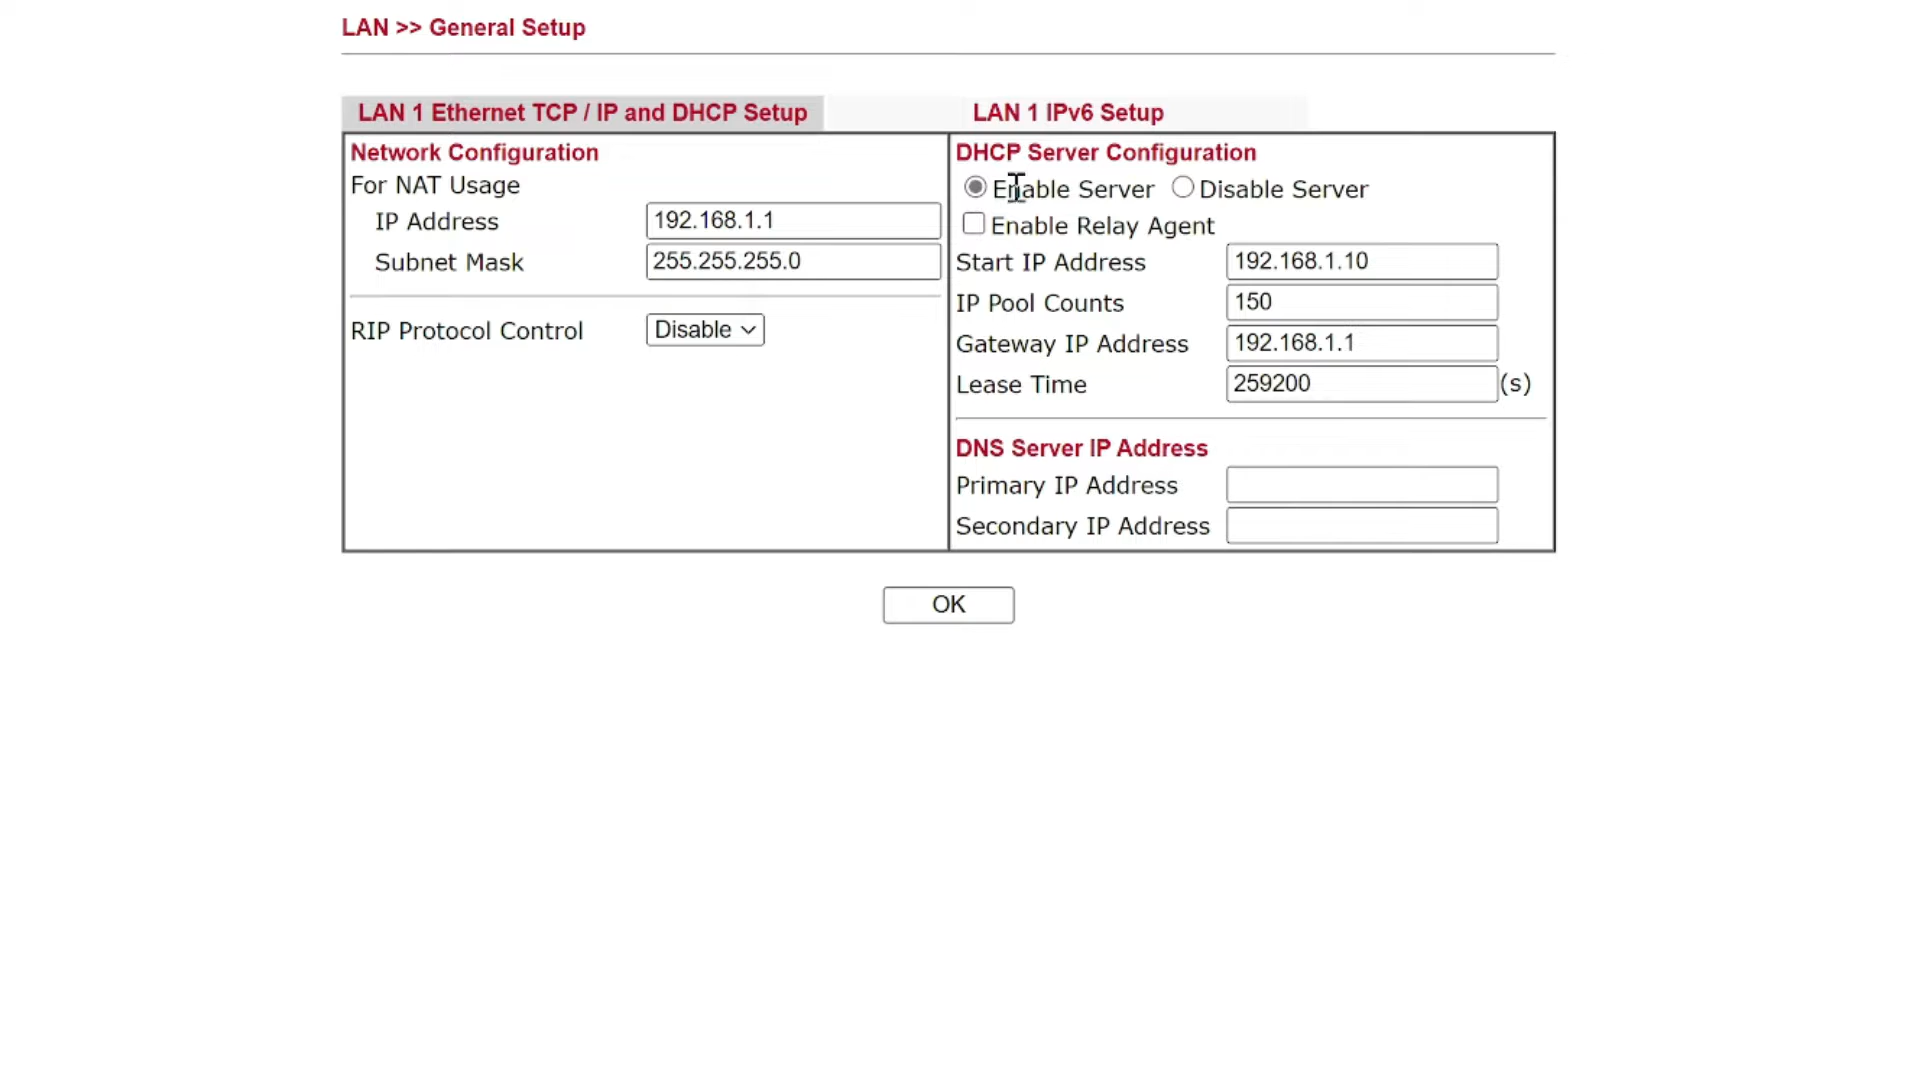 LAN >> General Setup
LAN 1 Ethernet TCP / IP and DHCP Setup
LAN 1 IPv6 Setup
Network Configuration
For NAT Usage
IP Address 192.168.1.1
Subnet Mask 255.255.255.0
RIP Protocol Control Disable
DHCP Server Configuration
Enable Server Disable Server
Enable Relay Agent
Start IP Address 192.168.1.10
IP Pool Counts 150
Gateway IP Address 192.168.1.1
Lease Time 259200 (s)
DNS Server IP Address
Primary IP Address
Secondary IP Address
OK